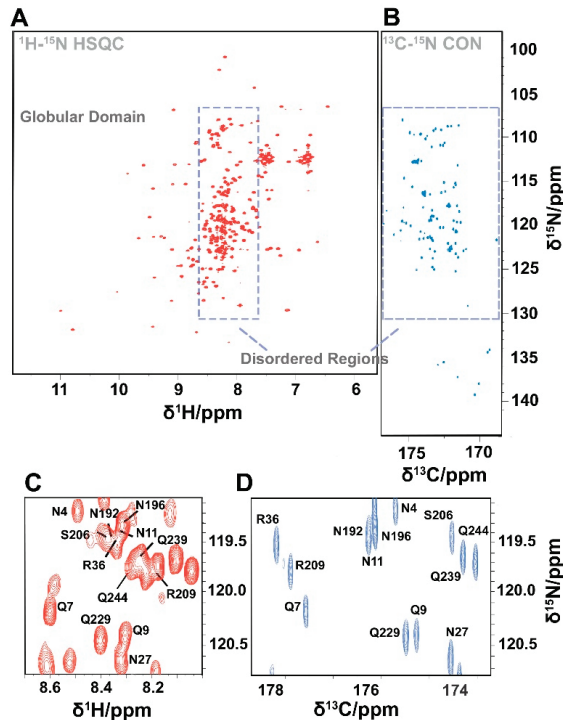 A
B
¹H-¹⁵N HSQC
¹³C-¹⁵N CON
Globular Domain
Disordered Regions
100
105
110
115
120
125
130
135
140
δ¹⁵N/ppm
11 10 9 8 7 6
δ¹H/ppm
175 170
δ¹³C/ppm
C
D
N4
N192
N196
S206
N11
Q239
R36
Q244
R209
Q7
Q229
Q9
N27
8.6 8.4 8.2
δ¹H/ppm
119.5
120.0
120.5
R36
N4
S206
N192
N196
Q244
R209
N11
Q239
Q7
Q9
Q229
N27
178 176 174
δ¹³C/ppm
119.5
120.0
120.5
δ¹⁵N/ppm